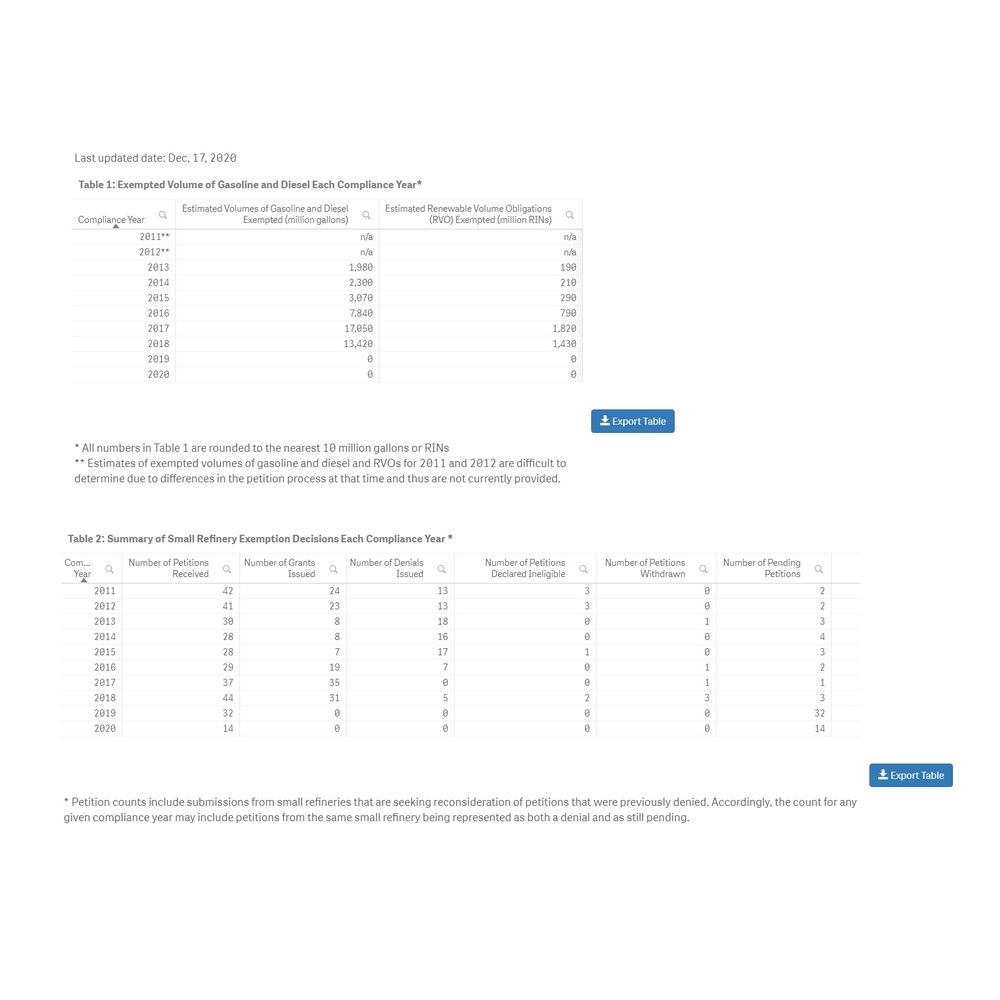 Last updated date: Dec, 17, 2020
Table 1: Exempted Volume of Gasoline and Diesel Each Compliance Year*
Compliance Year Estimated Volumes of Gasoline and Diesel Exempted (million gallons) Estimated Renewable Volume Obligations (RVO) Exempted (million RINs)
2011** n/a n/a
2012** n/a n/a
2013 1,980 190
2014 2,300 210
2015 3,070 290
2016 7,840 790
2017 17,050 1,820
2018 13,420 1,430
2019 0 0
2020 0 0
Export Table
* All numbers in Table 1 are rounded to the nearest 10 million gallons or RINs
** Estimates of exempted volumes of gasoline and diesel and RVOs for 2011 and 2012 are difficult to
determine due to differences in the petition process at that time and thus are not currently provided.
Table 2: Summary of Small Refinery Exemption Decisions Each Compliance Year *
Com... Year Number of Petitions Received Number of Grants Issued Number of Denials Issued Number of Petitions Declared Ineligible Number of Petitions Withdrawn Number of Pending Petitions
2011 42 24 13 3 0 2
2012 41 23 13 3 0 2
2013 30 8 18 0 1 3
2014 28 8 16 0 0 4
2015 28 7 17 1 0 3
2016 29 19 7 0 1 2
2017 37 35 0 0 1 1
2018 44 31 5 2 3 3
2019 32 0 0 0 0 32
2020 14 0 0 0 0 14
Export Table
* Petition counts include submissions from small refineries that are seeking reconsideration of petitions that were previously denied. Accordingly, the count for any
given compliance year may include petitions from the same small refinery being represented as both a denial and as still pending.